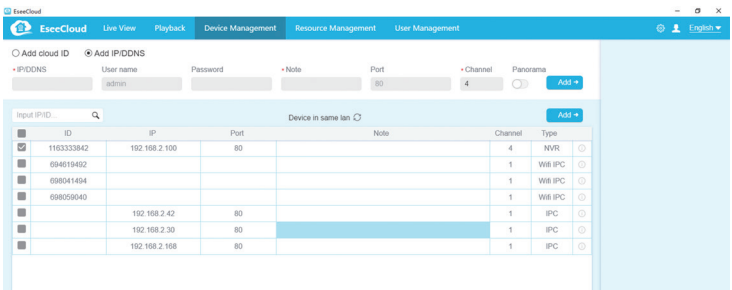 EseeCloud
EseeCloud Live View Playback Device Management Resource Management User Management English
Add cloud ID Add IP/DDNS
*IP/DDNS User name Password *Note Port *Channel Panorama
admin 80 4 Add
Input IP/ID... Device in same lan Add
ID IP Port Note Channel Type
1163333842 192.168.2.100 80 4 NVR
694619492 1 Wifi IPC
698041494 1 Wifi IPC
698059040 1 Wifi IPC
192.168.2.42 80 1 IPC
192.168.2.30 80 1 IPC
192.168.2.168 80 1 IPC